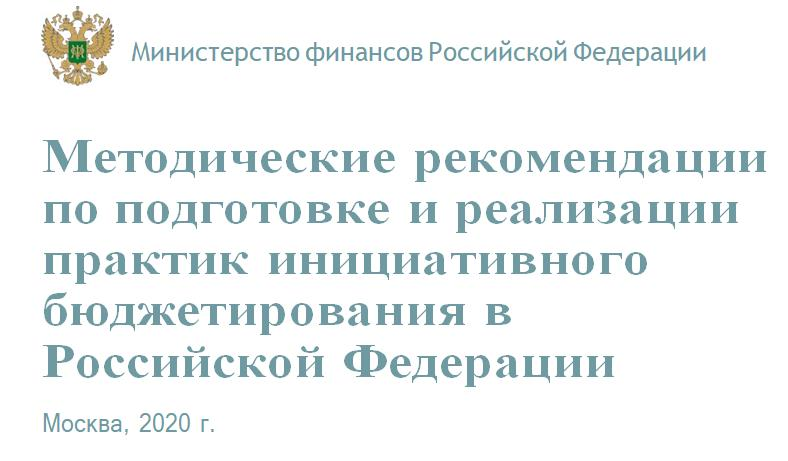 Министерство финансов Российской Федерации
Методические рекомендации
по подготовке и реализации
практик инициативного
бюджетирования в
Российской Федерации
Москва, 2020 г.